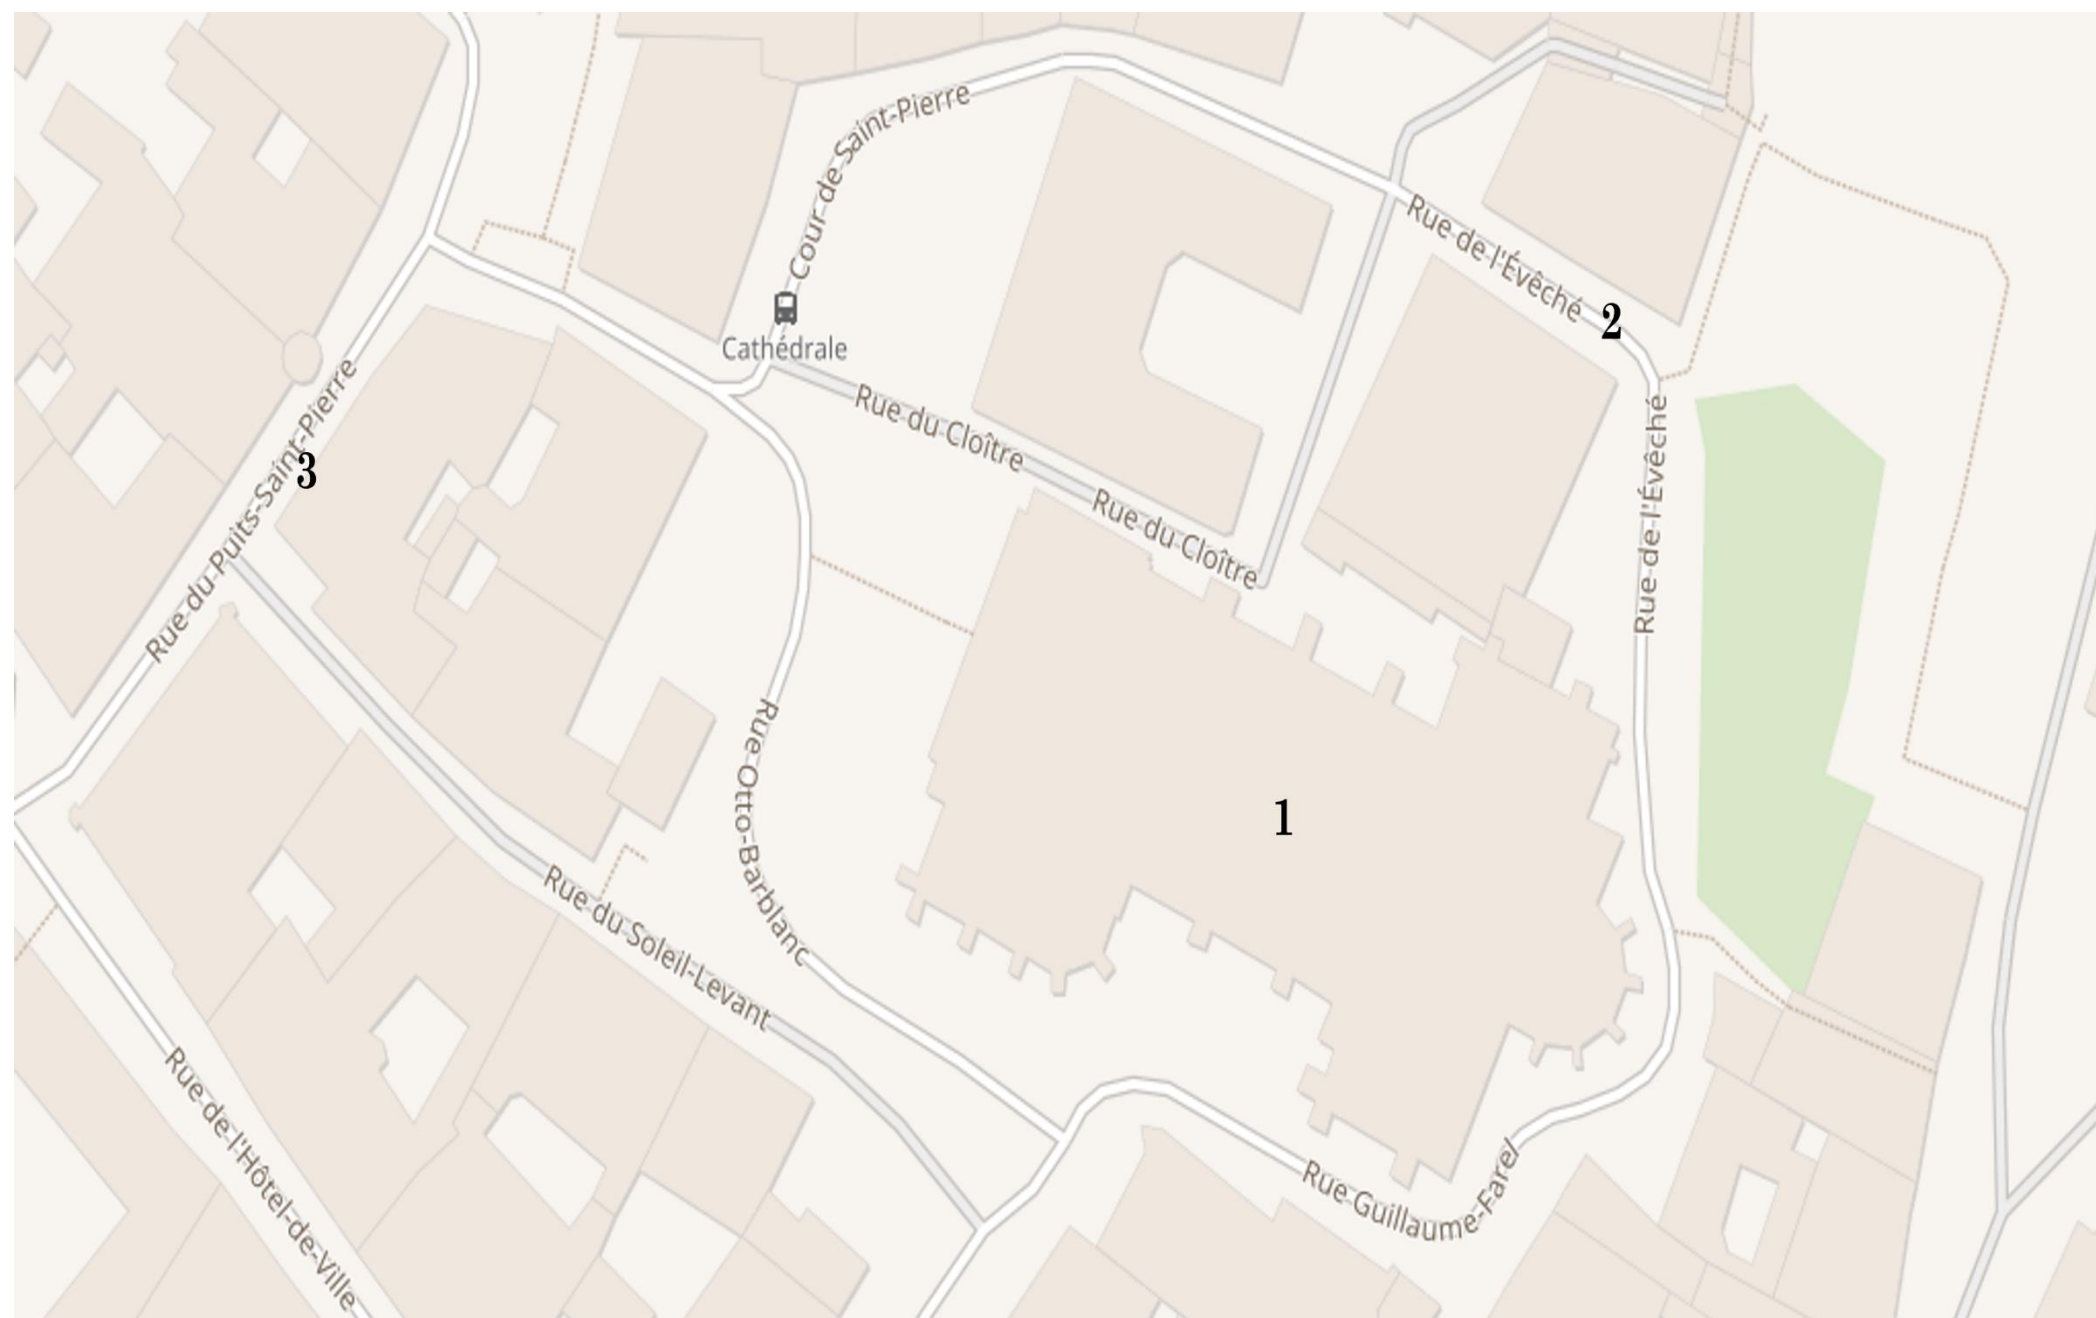 Cour de Saint-Pierre
Rue de l'Évêché
2
Cathédrale
Rue du Cloître
Rue du Puits-Saint-Pierre
3
Rue du Cloître
Rue de l'Évêché
Rue Otto-Barblanc
1
Rue du Soleil-Levant
Rue de l'Hôtel-de-Ville
Rue Guillaume-Farel